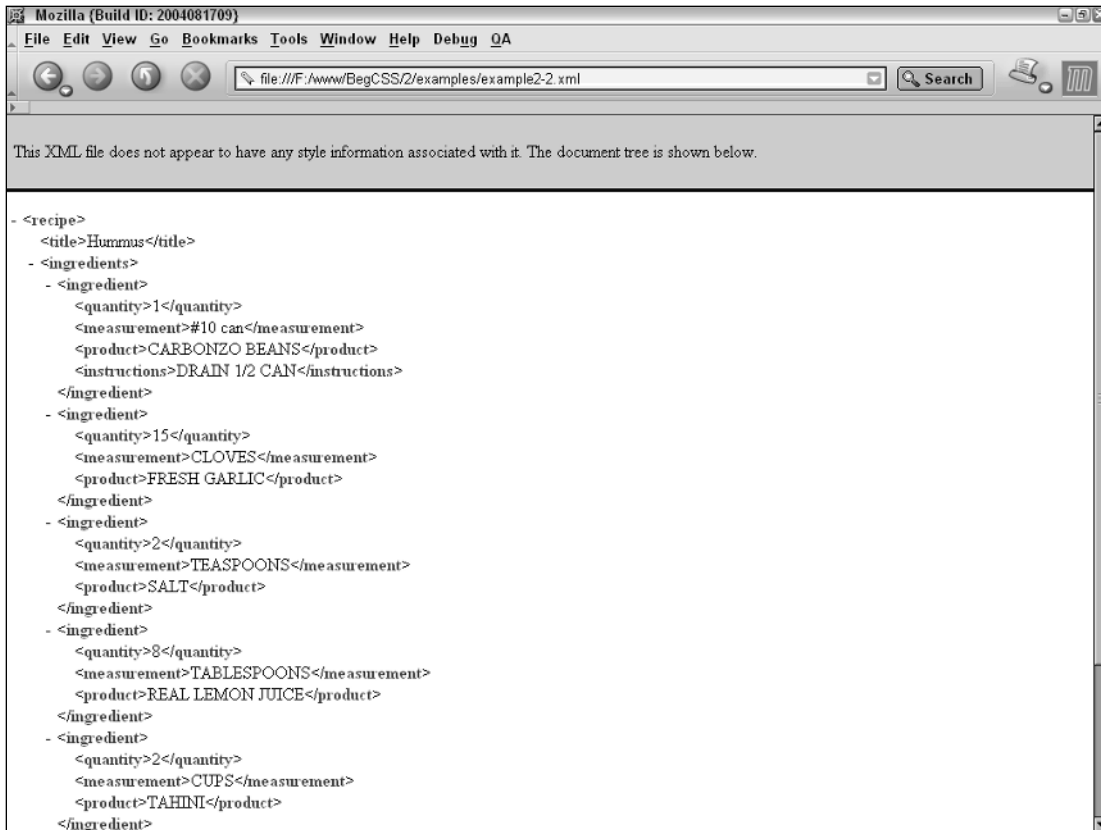 Mozilla {Build ID: 2004081709}
File Edit View Go Bookmarks Tools Window Help Debug QA
file:///F:/www/BegCSS/2/examples/example2-2.xml Search
This XML file does not appear to have any style information associated with it. The document tree is shown below.
- <recipe>
<title>Hummus</title>
- <ingredients>
- <ingredient>
<quantity>1</quantity>
<measurement>#10 can</measurement>
<product>CARBONZO BEANS</product>
<instructions>DRAIN 1/2 CAN</instructions>
</ingredient>
- <ingredient>
<quantity>15</quantity>
<measurement>CLOVES</measurement>
<product>FRESH GARLIC</product>
</ingredient>
- <ingredient>
<quantity>2</quantity>
<measurement>TEASPOONS</measurement>
<product>SALT</product>
</ingredient>
- <ingredient>
<quantity>8</quantity>
<measurement>TABLESPOONS</measurement>
<product>REAL LEMON JUICE</product>
</ingredient>
- <ingredient>
<quantity>2</quantity>
<measurement>CUPS</measurement>
<product>TAHINI</product>
</ingredient>